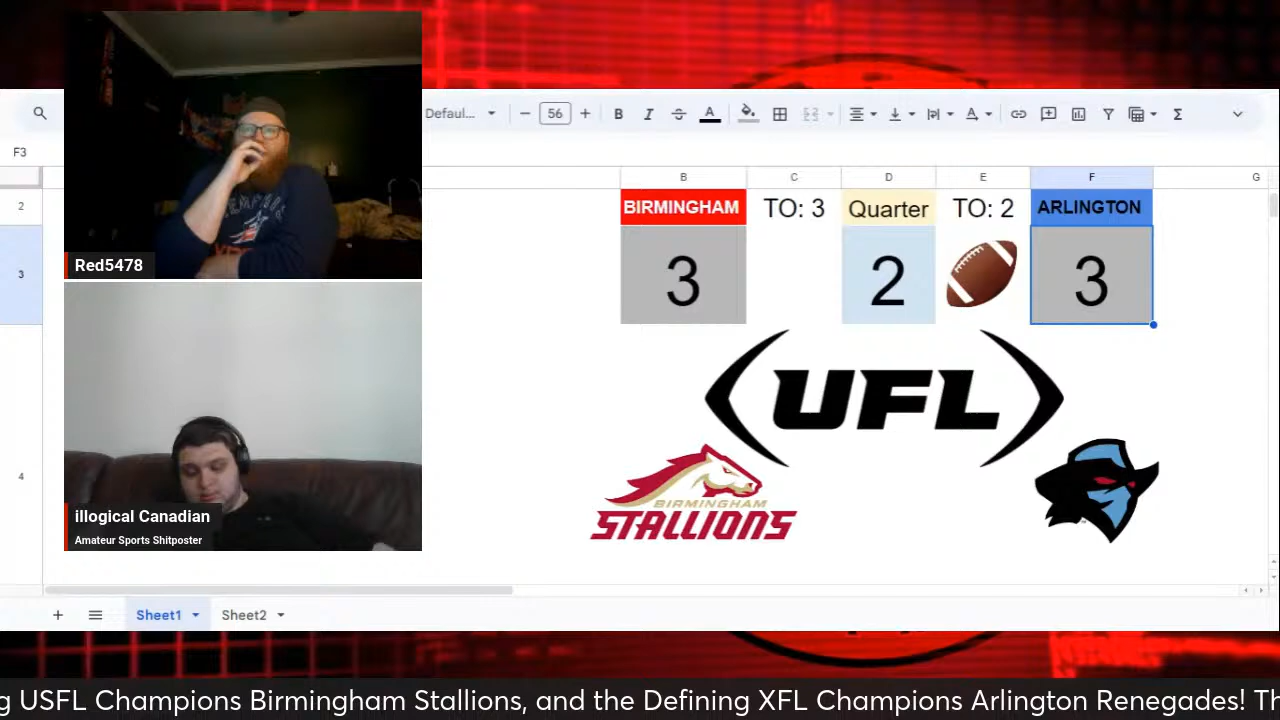 Defaul...
56
B
I
A
F3
B
C
D
E
F
G
2
BIRMINGHAM
TO: 3
Quarter
TO: 2
ARLINGTON
3
3
2
3
UFL
4
BIRMINGHAM
STALLIONS
Red5478
illogical Canadian
Amateur Sports Shitposter
Sheet1
Sheet2
g USFL Champions Birmingham Stallions, and the Defining XFL Champions Arlington Renegades! Th